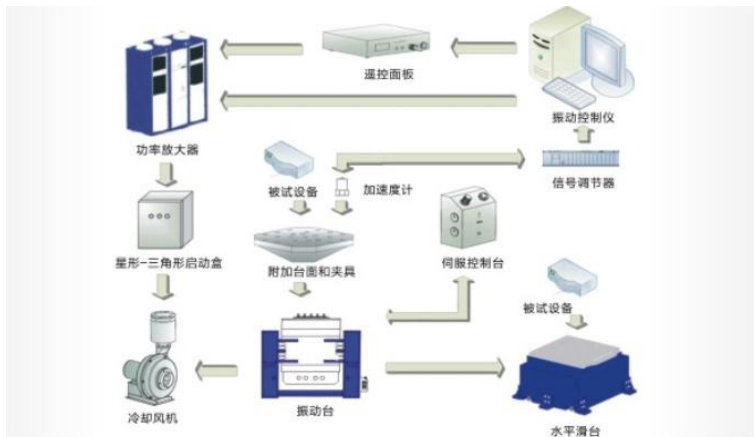 遥控面板
振动控制仪
功率放大器
被试设备
加速度计
信号调节器
星形-三角形启动盒
附加台面和夹具
伺服控制台
被试设备
冷却风机
振动台
水平滑台